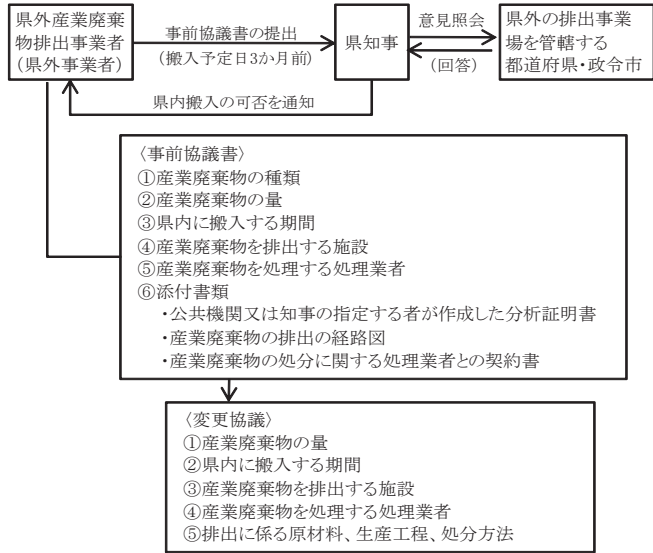 県外産業廃棄
物排出事業者
(県外事業者)
事前協議書の提出
(搬入予定日3か月前)
県知事
意見照会
(回答)
県外の排出事業
場を管轄する
都道府県・政令市
県内搬入の可否を通知
〈事前協議書〉
①産業廃棄物の種類
②産業廃棄物の量
③県内に搬入する期間
④産業廃棄物を排出する施設
⑤産業廃棄物を処理する処理業者
⑥添付書類
・公共機関又は知事の指定する者が作成した分析証明書
・産業廃棄物の排出の経路図
・産業廃棄物の処分に関する処理業者との契約書
〈変更協議〉
①産業廃棄物の量
②県内に搬入する期間
③産業廃棄物を排出する施設
④産業廃棄物を処理する処理業者
⑤排出に係る原材料、生産工程、処分方法